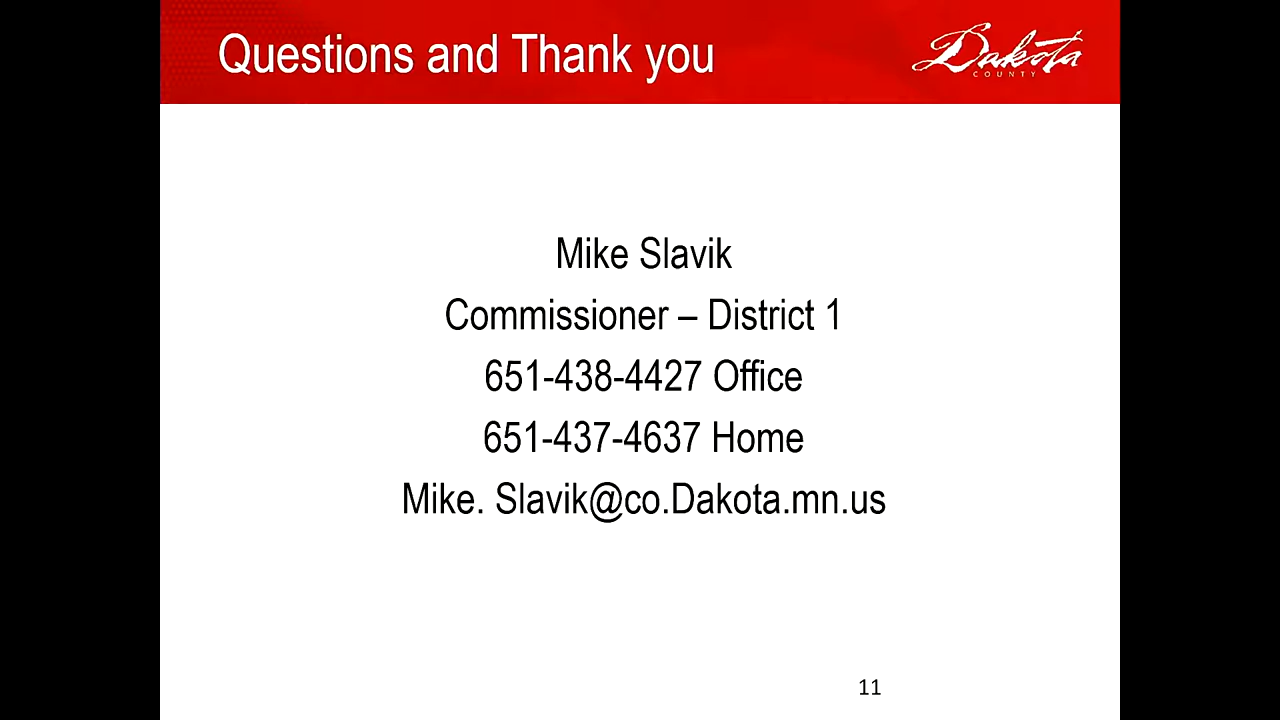 Questions and Thank you
Dakota
COUNTY
Mike Slavik
Commissioner – District 1
651-438-4427 Office
651-437-4637 Home
Mike. Slavik@co.Dakota.mn.us
11